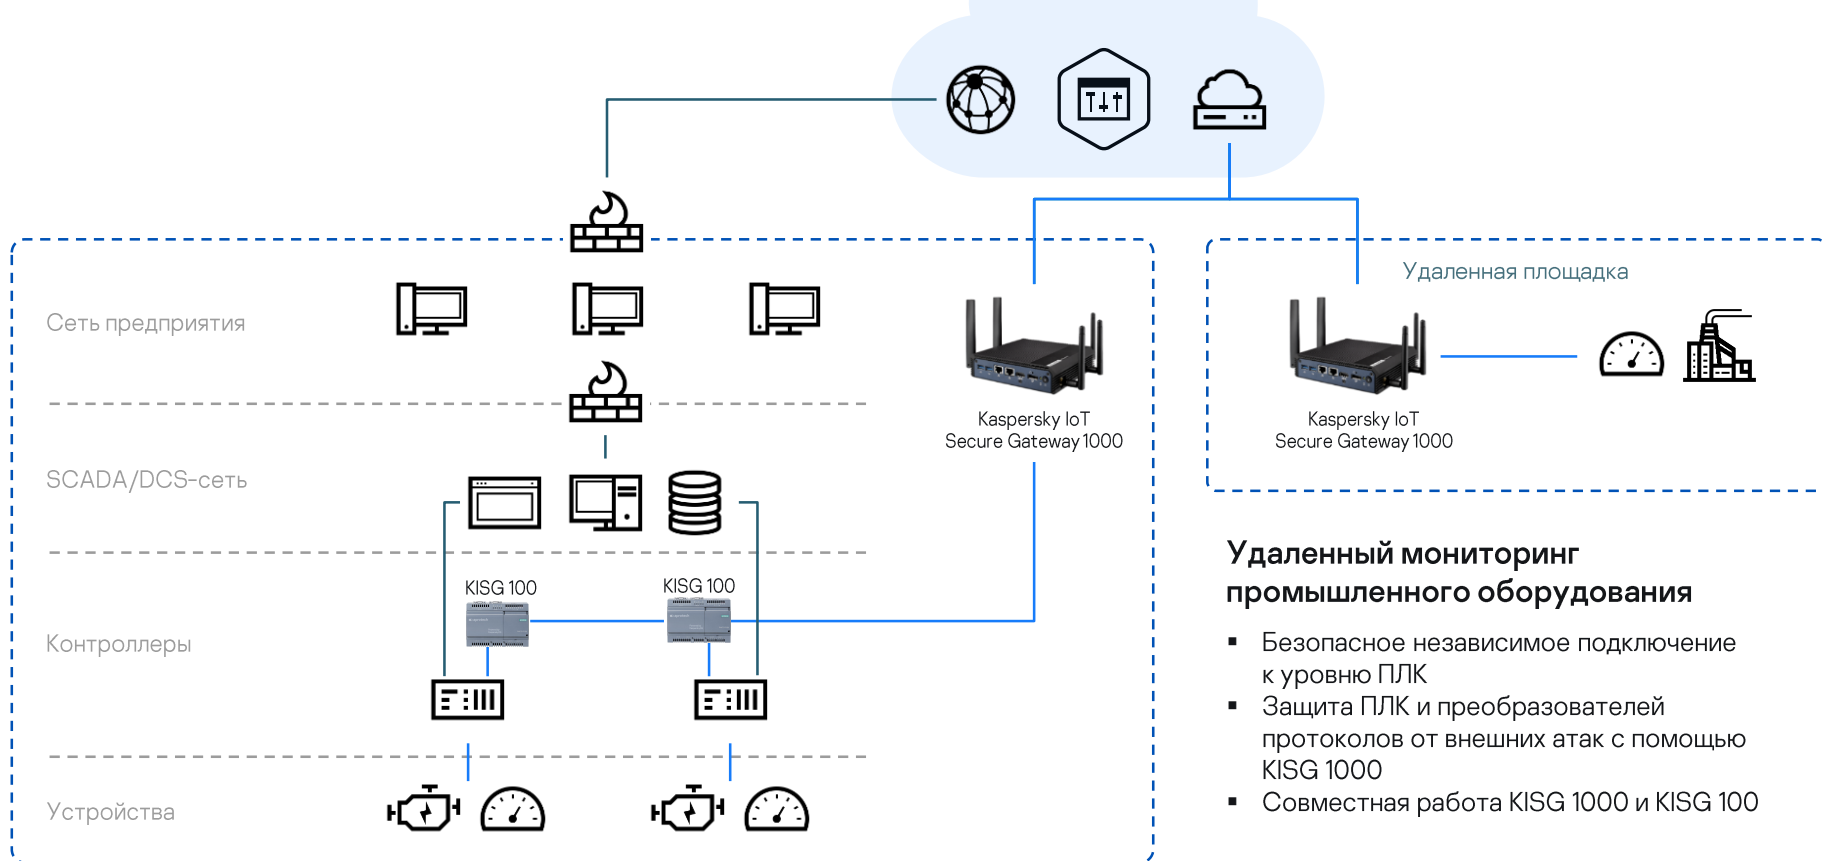 Удаленная площадка
Сеть предприятия
Kaspersky IoT
Secure Gateway 1000
Kaspersky IoT
Secure Gateway 1000
SCADA/DCS-сеть
KISG 100
KISG 100
Контроллеры
Устройства
Удаленный мониторинг
промышленного оборудования
▪ Безопасное независимое подключение
к уровню ПЛК
▪ Защита ПЛК и преобразователей
протоколов от внешних атак с помощью
KISG 1000
▪ Совместная работа KISG 1000 и KISG 100